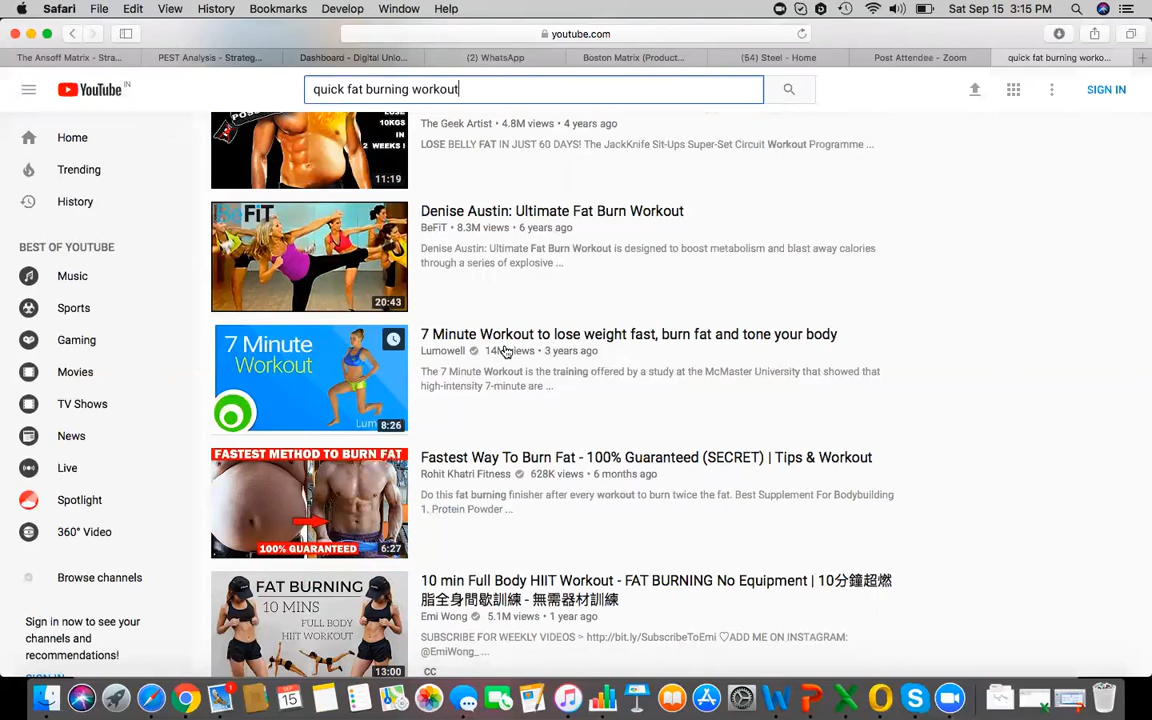 Safari File Edit View History Bookmarks Develop Window Help Sat Sep 15 3:15 PM
youtube.com
The Ansoff Matrix - Stra... PEST Analysis - Strateg... Dashboard - Digital Unio... (2) WhatsApp Boston Matrix (Product... (54) Steel - Home Post Attendee - Zoom quick fat burning worko...
YouTube IN quick fat burning workout SIGN IN
Home
Trending
History
BEST OF YOUTUBE
Music
Sports
Gaming
Movies
TV Shows
News
Live
Spotlight
360° Video
Browse channels
Sign in now to see your
channels and
recommendations!
LOSE
10KGS
IN
2 WEEKS!
11:19
The Geek Artist • 4.8M views • 4 years ago
LOSE BELLY FAT IN JUST 60 DAYS! The JackKnife Sit-Ups Super-Set Circuit Workout Programme ...
BeFiT
20:43
Denise Austin: Ultimate Fat Burn Workout
BeFiT • 8.3M views • 6 years ago
Denise Austin: Ultimate Fat Burn Workout is designed to boost metabolism and blast away calories
through a series of explosive ...
7 Minute
Workout
Lum
8:26
7 Minute Workout to lose weight fast, burn fat and tone your body
Lumowell 14M views • 3 years ago
The 7 Minute Workout is the training offered by a study at the McMaster University that showed that
high-intensity 7-minute are ...
FASTEST METHOD TO BURN FAT
100% GUARANTEED
6:27
Fastest Way To Burn Fat - 100% Guaranteed (SECRET) | Tips & Workout
Rohit Khatri Fitness 628K views • 6 months ago
Do this fat burning finisher after every workout to burn twice the fat. Best Supplement For Bodybuilding
1. Protein Powder ...
FAT BURNING
10 MINS
FULL BODY
HIIT WORKOUT
13:00
10 min Full Body HIIT Workout - FAT BURNING No Equipment | 10分鐘超燃
脂全身間歇訓練 - 無需器材訓練
Emi Wong 5.1M views • 1 year ago
SUBSCRIBE FOR WEEKLY VIDEOS > http://bit.ly/SubscribeToEmi ♡ADD ME ON INSTAGRAM:
@EmiWong_ ...
CC